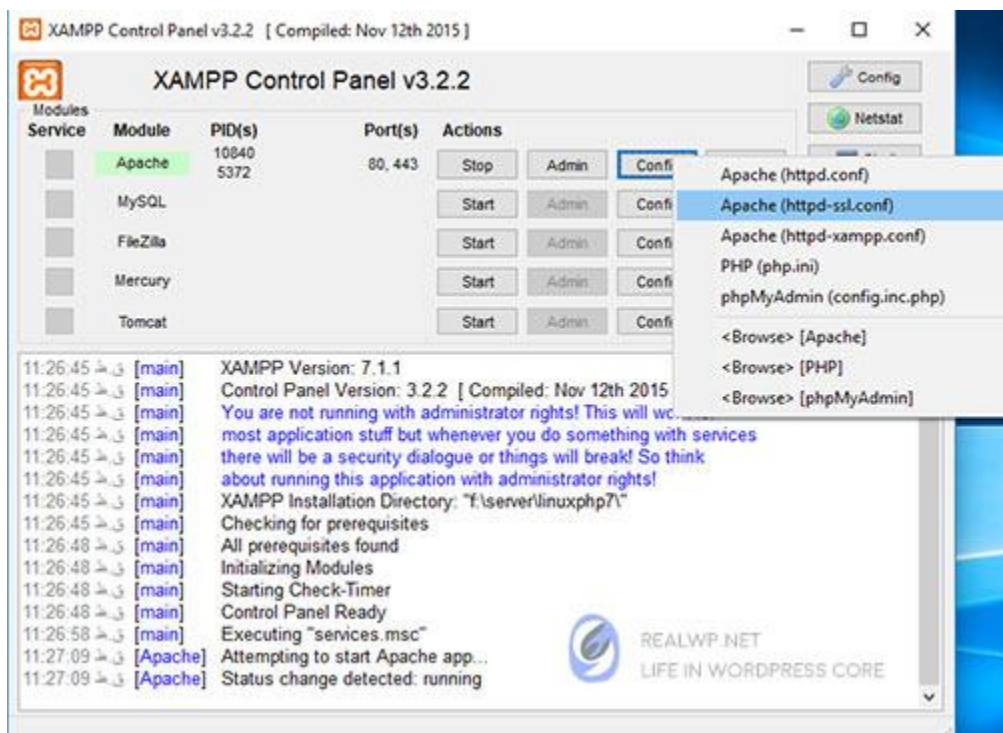 XAMPP Control Panel v3.2.2 [ Compiled: Nov 12th 2015 ]
XAMPP Control Panel v3.2.2
Config
Netstat
Modules
Service Module PID(s) Port(s) Actions
Apache 10840 5372 80, 443 Stop Admin Confi
MySQL Start Admin Confi
FileZilla Start Admin Confi
Mercury Start Admin Confi
Tomcat Start Admin Confi
Apache (httpd.conf)
Apache (httpd-ssl.conf)
Apache (httpd-xampp.conf)
PHP (php.ini)
phpMyAdmin (config.inc.php)
<Browse> [Apache]
<Browse> [PHP]
<Browse> [phpMyAdmin]
11:26:45 ق.ظ [main] XAMPP Version: 7.1.1
11:26:45 ق.ظ [main] Control Panel Version: 3.2.2 [ Compiled: Nov 12th 2015
11:26:45 ق.ظ [main] You are not running with administrator rights! This will
11:26:45 ق.ظ [main] most application stuff but whenever you do something with services
11:26:45 ق.ظ [main] there will be a security dialogue or things will break! So think
11:26:45 ق.ظ [main] about running this application with administrator rights!
11:26:45 ق.ظ [main] XAMPP Installation Directory: "f:\server\linuxphp7\"
11:26:45 ق.ظ [main] Checking for prerequisites
11:26:48 ق.ظ [main] All prerequisites found
11:26:48 ق.ظ [main] Initializing Modules
11:26:48 ق.ظ [main] Starting Check-Timer
11:26:48 ق.ظ [main] Control Panel Ready
11:26:58 ق.ظ [main] Executing "services.msc"
11:27:09 ق.ظ [Apache] Attempting to start Apache app...
11:27:09 ق.ظ [Apache] Status change detected: running
REALWP.NET
LIFE IN WORDPRESS CORE